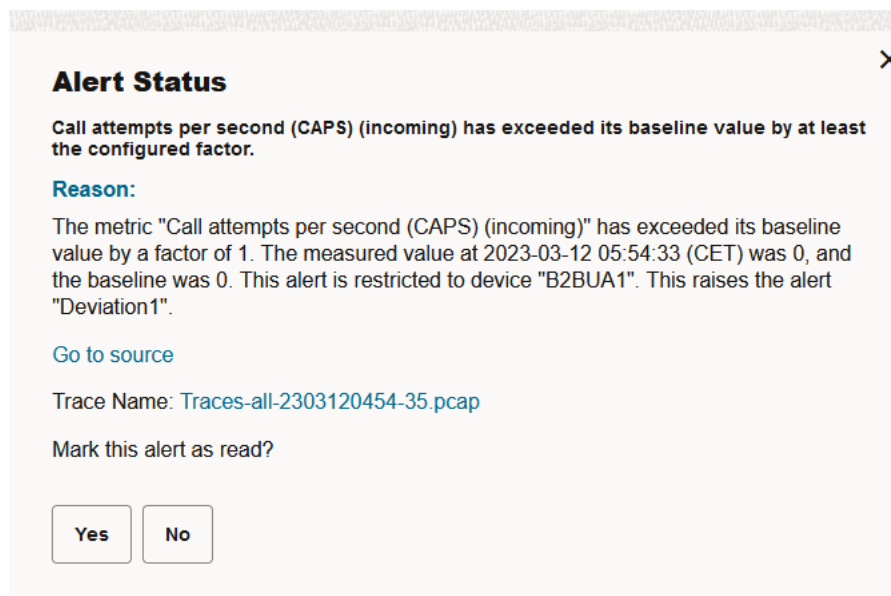 Alert Status
Call attempts per second (CAPS) (incoming) has exceeded its baseline value by at least
the configured factor.
Reason:
The metric "Call attempts per second (CAPS) (incoming)" has exceeded its baseline
value by a factor of 1. The measured value at 2023-03-12 05:54:33 (CET) was 0, and
the baseline was 0. This alert is restricted to device "B2BUA1". This raises the alert
"Deviation1".
Go to source
Trace Name: Traces-all-2303120454-35.pcap
Mark this alert as read?
Yes No